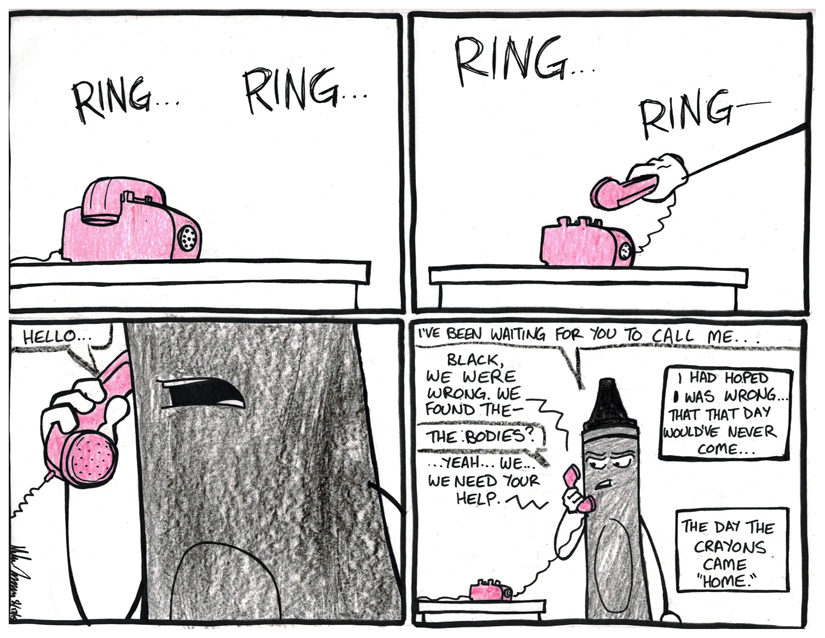 RING...
RING...
RING...
RING—
HELLO...
I'VE BEEN WAITING FOR YOU TO CALL ME...
BLACK,
WE WERE
WRONG. WE
FOUND THE—
THE BODIES?
...YEAH... WE...
WE NEED YOUR
HELP.
I HAD HOPED
I WAS WRONG...
THAT THAT DAY
WOULD'VE NEVER
COME...
THE DAY THE
CRAYONS
CAME
"HOME."